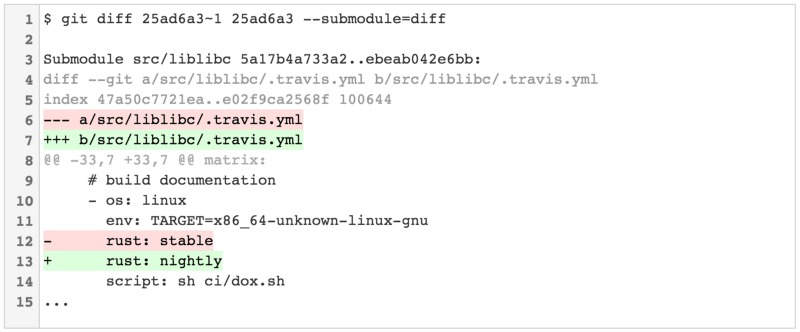 1 $ git diff 25ad6a3~1 25ad6a3 --submodule=diff
2
3 Submodule src/liblibc 5a17b4a733a2..ebeab042e6bb:
4 diff --git a/src/liblibc/.travis.yml b/src/liblibc/.travis.yml
5 index 47a50c7721ea..e02f9ca2568f 100644
6 --- a/src/liblibc/.travis.yml
7 +++ b/src/liblibc/.travis.yml
8 @@ -33,7 +33,7 @@ matrix:
9      # build documentation
10      - os: linux
11        env: TARGET=x86_64-unknown-linux-gnu
12 -      rust: stable
13 +      rust: nightly
14        script: sh ci/dox.sh
15 ...